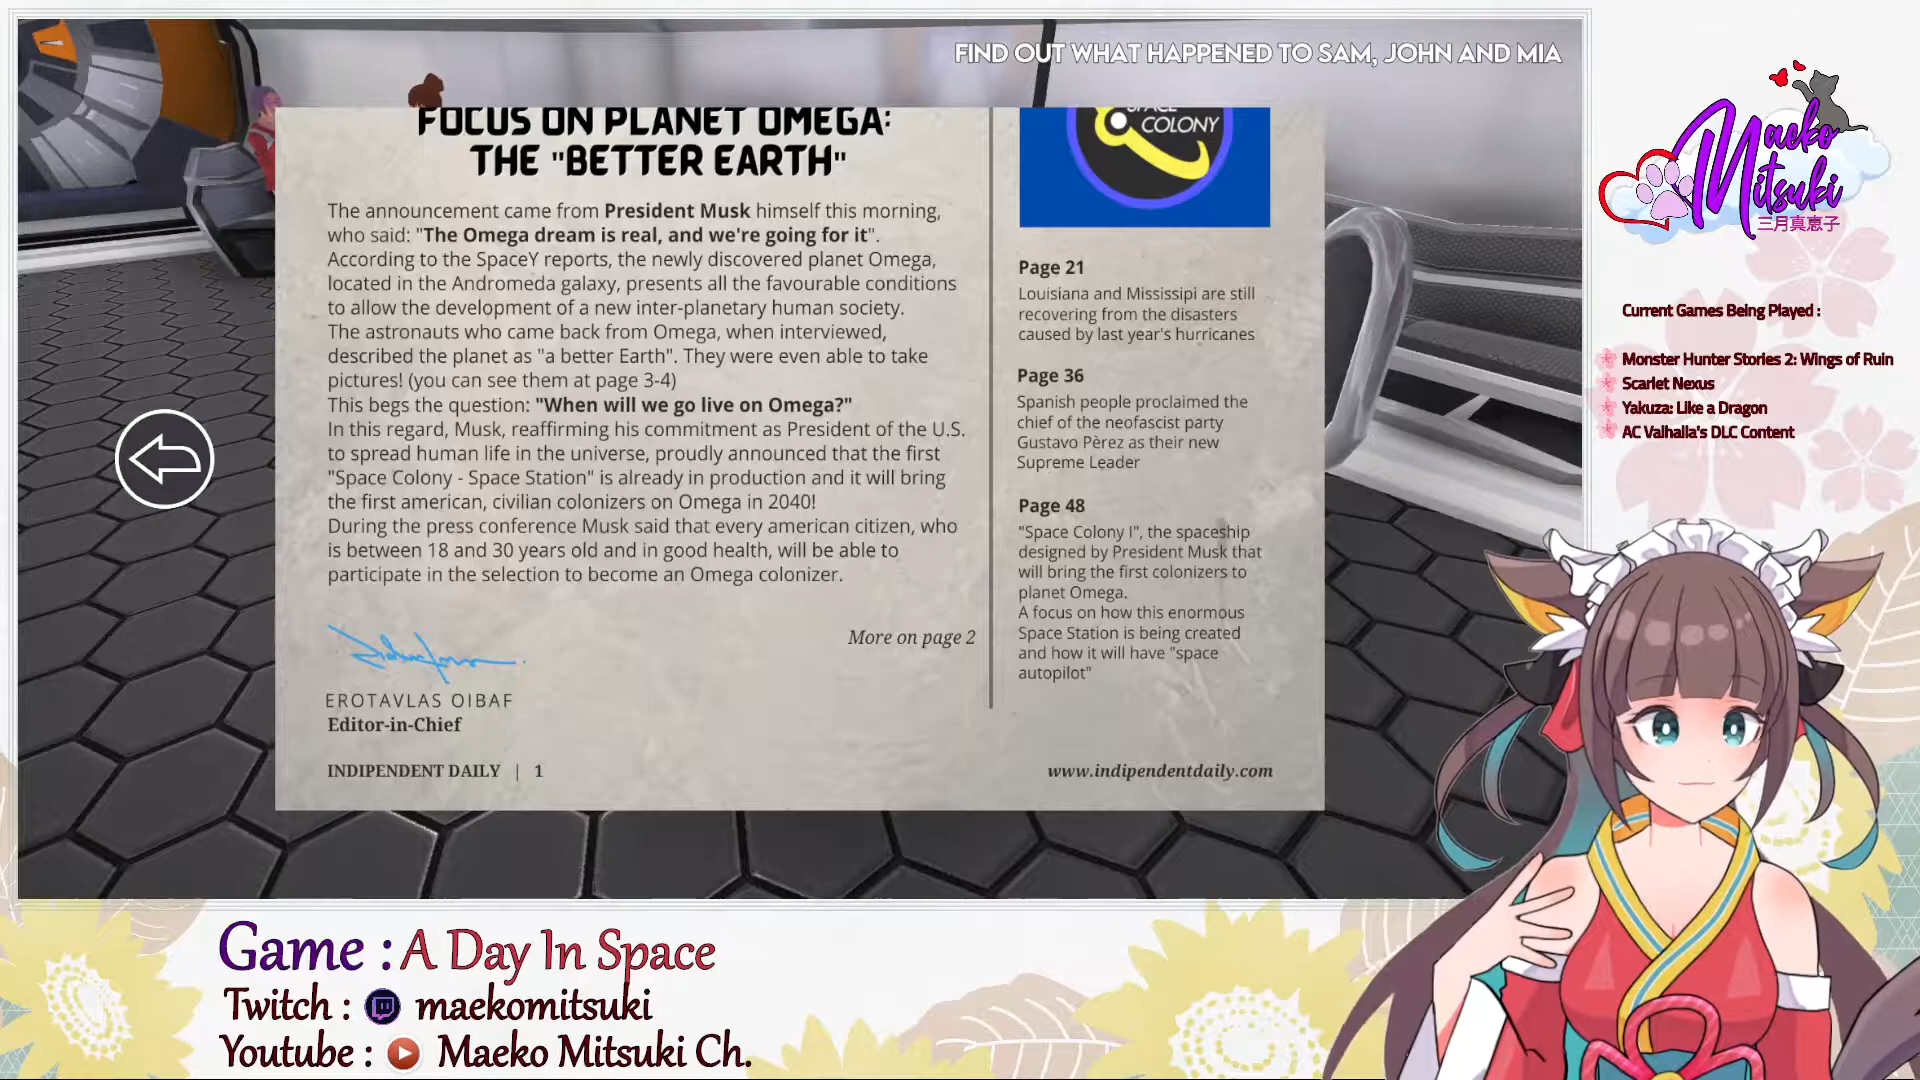 FIND OUT WHAT HAPPENED TO SAM, JOHN AND MIA
FOCUS ON PLANET OMEGA:
THE "BETTER EARTH"
The announcement came from President Musk himself this morning,
who said: "The Omega dream is real, and we're going for it".
According to the SpaceY reports, the newly discovered planet Omega,
located in the Andromeda galaxy, presents all the favourable conditions
to allow the development of a new inter-planetary human society.
The astronauts who came back from Omega, when interviewed,
described the planet as "a better Earth". They were even able to take
pictures! (you can see them at page 3-4)
This begs the question: "When will we go live on Omega?"
In this regard, Musk, reaffirming his commitment as President of the U.S.
to spread human life in the universe, proudly announced that the first
"Space Colony - Space Station" is already in production and it will bring
the first american, civilian colonizers on Omega in 2040!
During the press conference Musk said that every american citizen, who
is between 18 and 30 years old and in good health, will be able to
participate in the selection to become an Omega colonizer.
More on page 2
EROTAVLAS OIBAF
Editor-in-Chief
INDIPENDENT DAILY | 1
SPACE
COLONY
Page 21
Louisiana and Mississipi are still
recovering from the disasters
caused by last year's hurricanes
Page 36
Spanish people proclaimed the
chief of the neofascist party
Gustavo Pèrez as their new
Supreme Leader
Page 48
"Space Colony I", the spaceship
designed by President Musk that
will bring the first colonizers to
planet Omega.
A focus on how this enormous
Space Station is being created
and how it will have "space
autopilot"
www.indipendentdaily.com
Maeko
Mitsuki
三月真恵子
Current Games Being Played :
Monster Hunter Stories 2: Wings of Ruin
Scarlet Nexus
Yakuza: Like a Dragon
AC Valhalla's DLC Content
Game : A Day In Space
Twitch : maekomitsuki
Youtube : Maeko Mitsuki Ch.